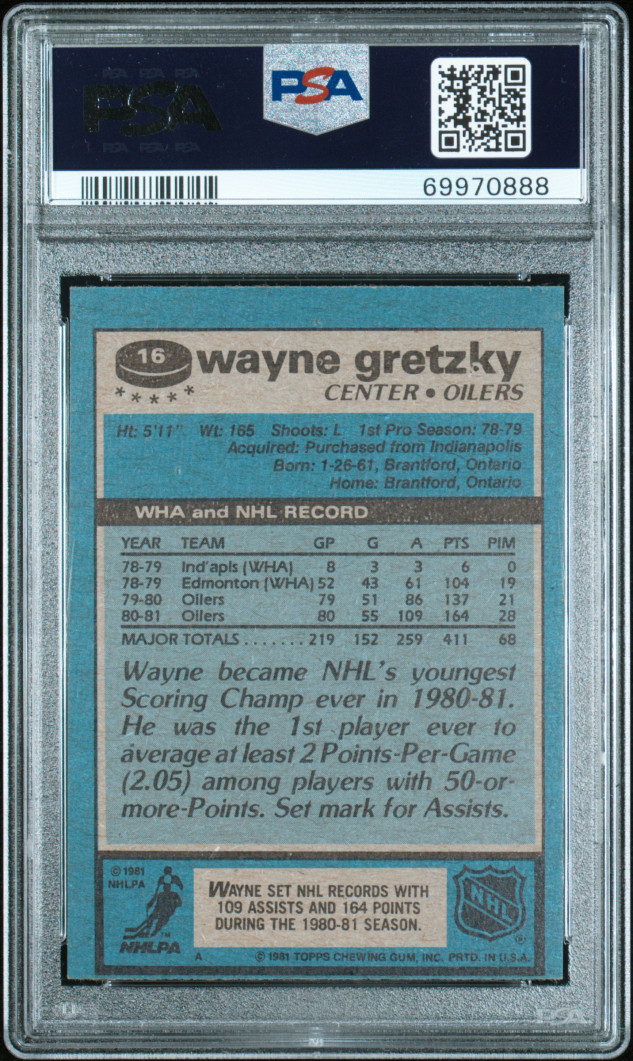 PSA
PSA
69970888
16
wayne gretzky
CENTER • OILERS
Ht: 5'11". Wt: 165 Shoots: L 1st Pro Season: 78-79
Acquired: Purchased from Indianapolis
Born: 1-26-61, Brantford, Ontario
Home: Brantford, Ontario
WHA and NHL RECORD
YEAR TEAM GP G A PTS PIM
78-79 Ind'apls (WHA) 8 3 3 6 0
78-79 Edmonton (WHA) 52 43 61 104 19
79-80 Oilers 79 51 86 137 21
80-81 Oilers 80 55 109 164 28
MAJOR TOTALS ....... 219 152 259 411 68
Wayne became NHL's youngest
Scoring Champ ever in 1980-81.
He was the 1st player ever to
average at least 2 Points-Per-Game
(2.05) among players with 50-or-
more-Points. Set mark for Assists.
© 1981
NHLPA
WAYNE SET NHL RECORDS WITH
109 ASSISTS AND 164 POINTS
DURING THE 1980-81 SEASON.
NHL
®
TM
NHLPA
A
© 1981 TOPPS CHEWING GUM, INC. PRTD. IN U.S.A.
PSA